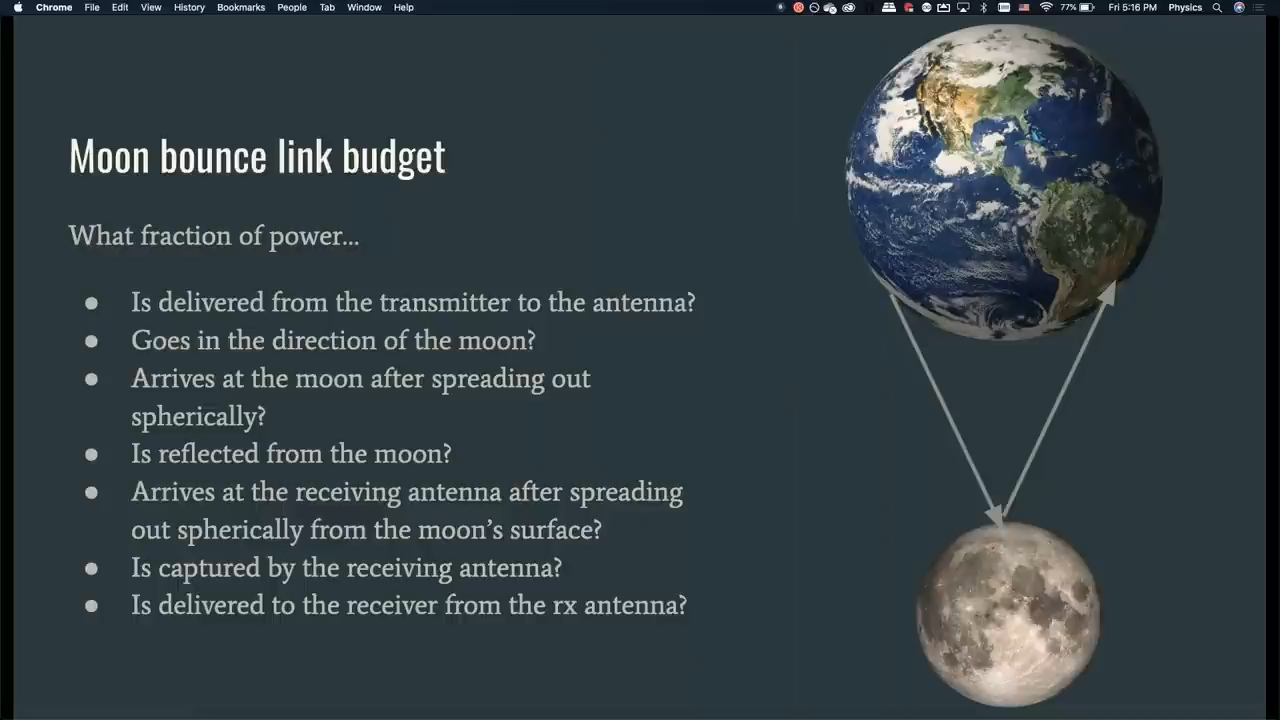 Chrome File Edit View History Bookmarks People Tab Window Help 77% Fri 5:16 PM Physics
Moon bounce link budget
What fraction of power...
● Is delivered from the transmitter to the antenna?
● Goes in the direction of the moon?
● Arrives at the moon after spreading out
spherically?
● Is reflected from the moon?
● Arrives at the receiving antenna after spreading
out spherically from the moon's surface?
● Is captured by the receiving antenna?
● Is delivered to the receiver from the rx antenna?